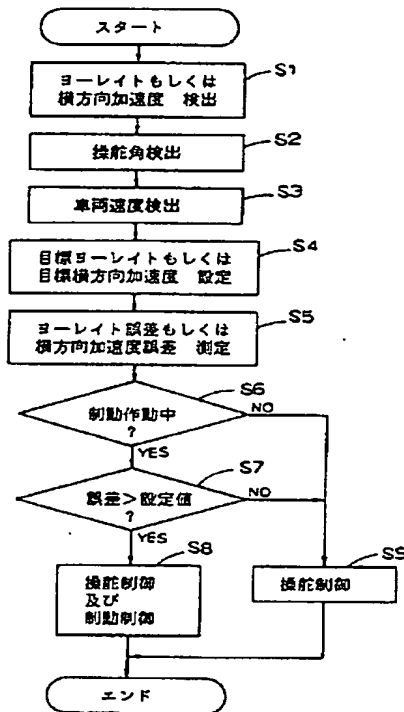 スタート
S1
ヨーレイトもしくは
横方向加速度 検出
S2
操舵角検出
S3
車両速度検出
S4
目標ヨーレイトもしくは
目標横方向加速度 設定
S5
ヨーレイト誤差もしくは
横方向加速度誤差 測定
S6
制動作動中
?
NO
YES
S7
誤差>設定値
?
NO
YES
S8
操舵制御
及び
制動制御
S9
操舵制御
エンド